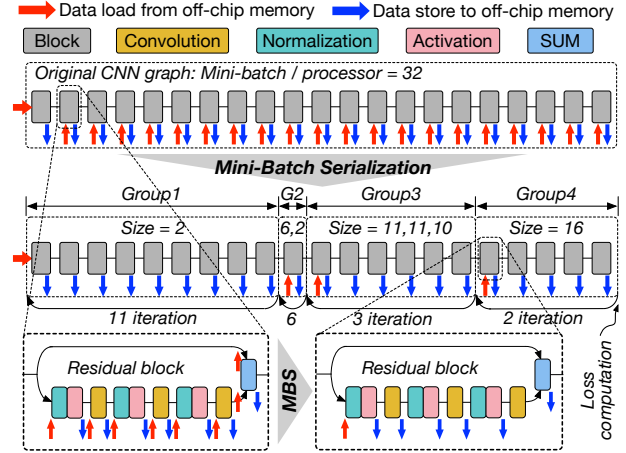 Data load from off-chip memory Data store to off-chip memory
Block Convolution Normalization Activation SUM
Original CNN graph: Mini-batch / processor = 32
Mini-Batch Serialization
Group1 G2 Group3 Group4
Size = 2 6,2 Size = 11,11,10 Size = 16
11 iteration 6 3 iteration 2 iteration
Residual block
MBS
Residual block
Loss
computation